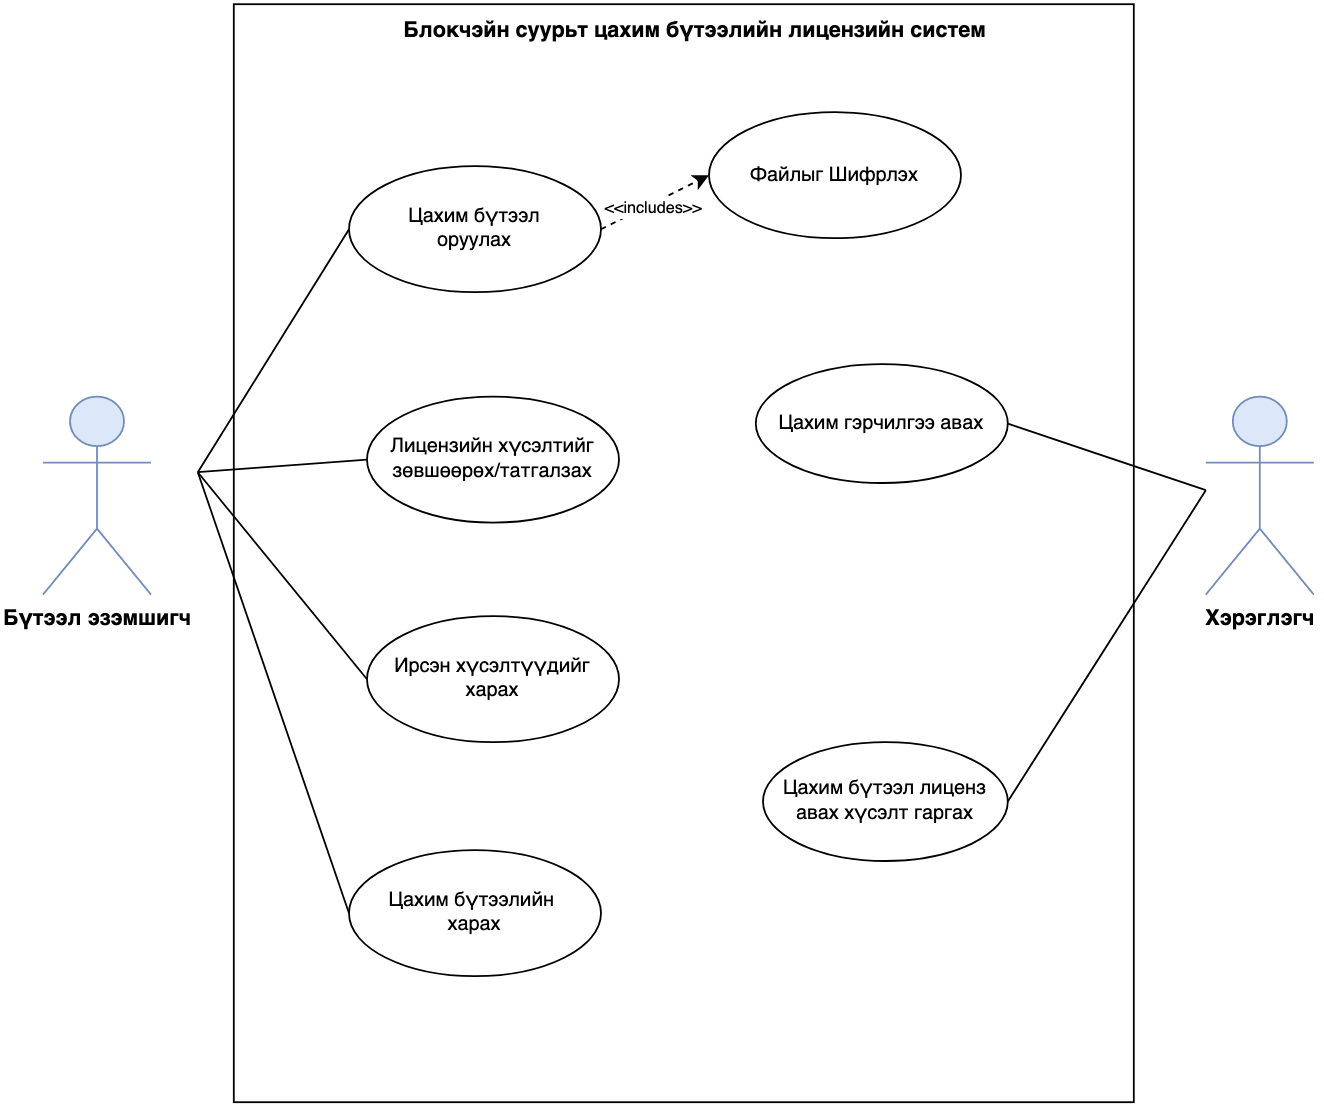 Блокчэйн суурьт цахим бүтээлийн лицензийн систем
Файлыг Шифрлэх
<<includes>>
Цахим бүтээл
оруулах
Цахим гэрчилгээ авах
Лицензийн хүсэлтийг
зөвшөөрөх/татгалзах
Бүтээл эзэмшигч
Хэрэглэгч
Ирсэн хүсэлтүүдийг
харах
Цахим бүтээл лиценз
авах хүсэлт гаргах
Цахим бүтээлийн
харах